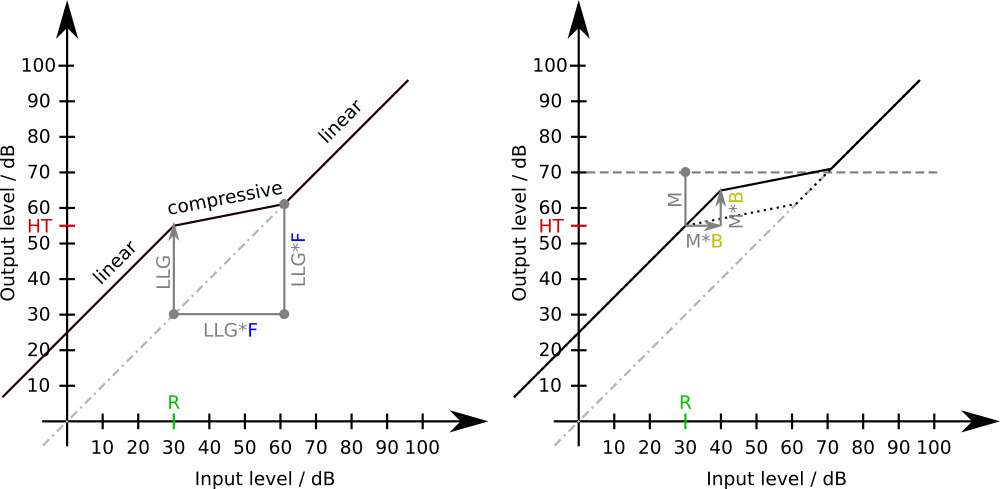 100
90
80
70
60
HT
50
40
30
20
10
Output level / dB
linear
compressive
linear
LLG
LLG*F
LLG*F
R
10 20 30 40 50 60 70 80 90 100
Input level / dB
100
90
80
70
60
HT
50
40
30
20
10
Output level / dB
M
M*B
M*B
R
10 20 30 40 50 60 70 80 90 100
Input level / dB